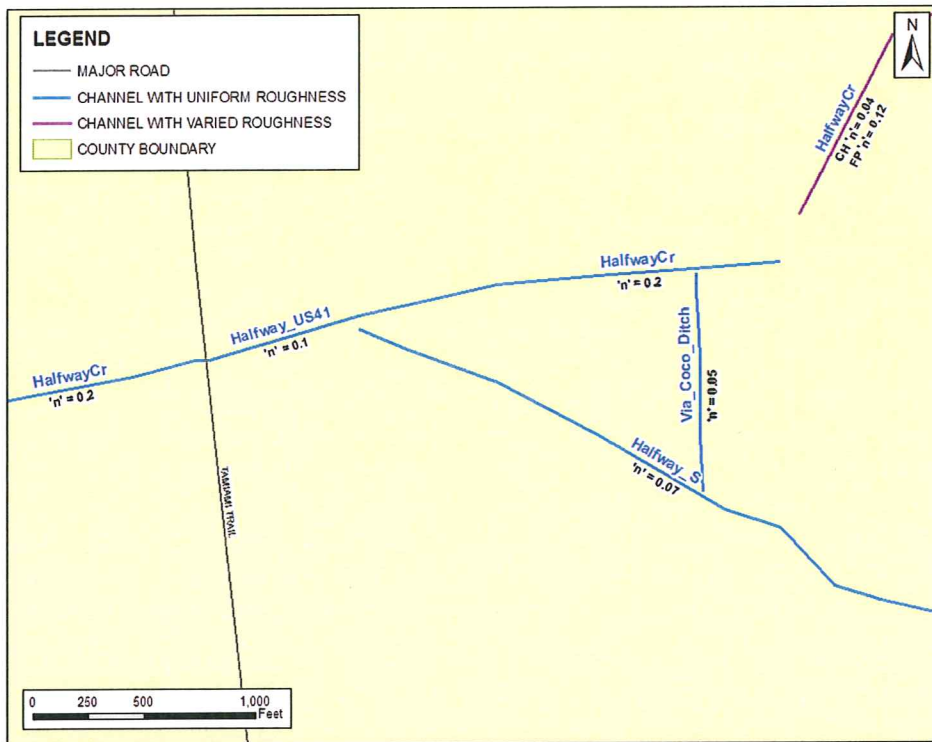 LEGEND
MAJOR ROAD
CHANNEL WITH UNIFORM ROUGHNESS
CHANNEL WITH VARIED ROUGHNESS
COUNTY BOUNDARY
N
HalfwayCr
CH 'n'= 0.04
FP 'n'= 0.12
HalfwayCr
'n' = 0.2
Halfway_US41
'n' = 0.1
HalfwayCr
'n' = 0.2
Via_Coco_Ditch
'n' = 0.05
Halfway_S
'n' = 0.07
TAMIAMI TRAIL
0 250 500 1,000
Feet